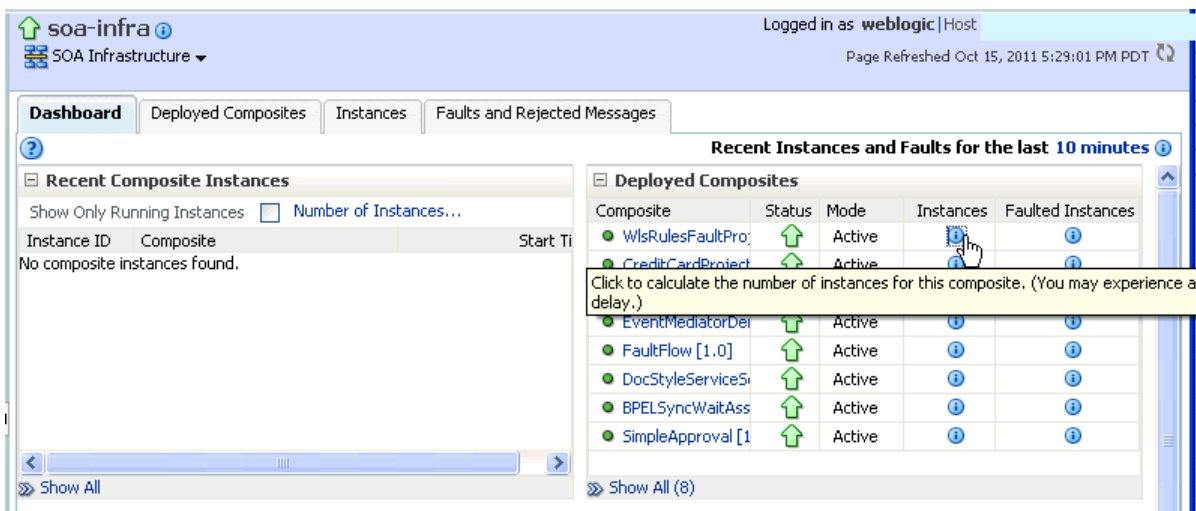 soa-infra
Logged in as weblogic|Host
SOA Infrastructure
Page Refreshed Oct 15, 2011 5:29:01 PM PDT
Dashboard Deployed Composites Instances Faults and Rejected Messages
Recent Instances and Faults for the last 10 minutes
Recent Composite Instances
Show Only Running Instances Number of Instances...
Instance ID Composite Start Ti
No composite instances found.
Show All
Deployed Composites
Composite Status Mode Instances Faulted Instances
WlsRulesFaultProj Active
CreditCardProject Active
Click to calculate the number of instances for this composite. (You may experience a
delay.)
EventMediatorDe Active
FaultFlow [1.0] Active
DocStyleServiceS Active
BPELSyncWaitAss Active
SimpleApproval [1 Active
Show All (8)